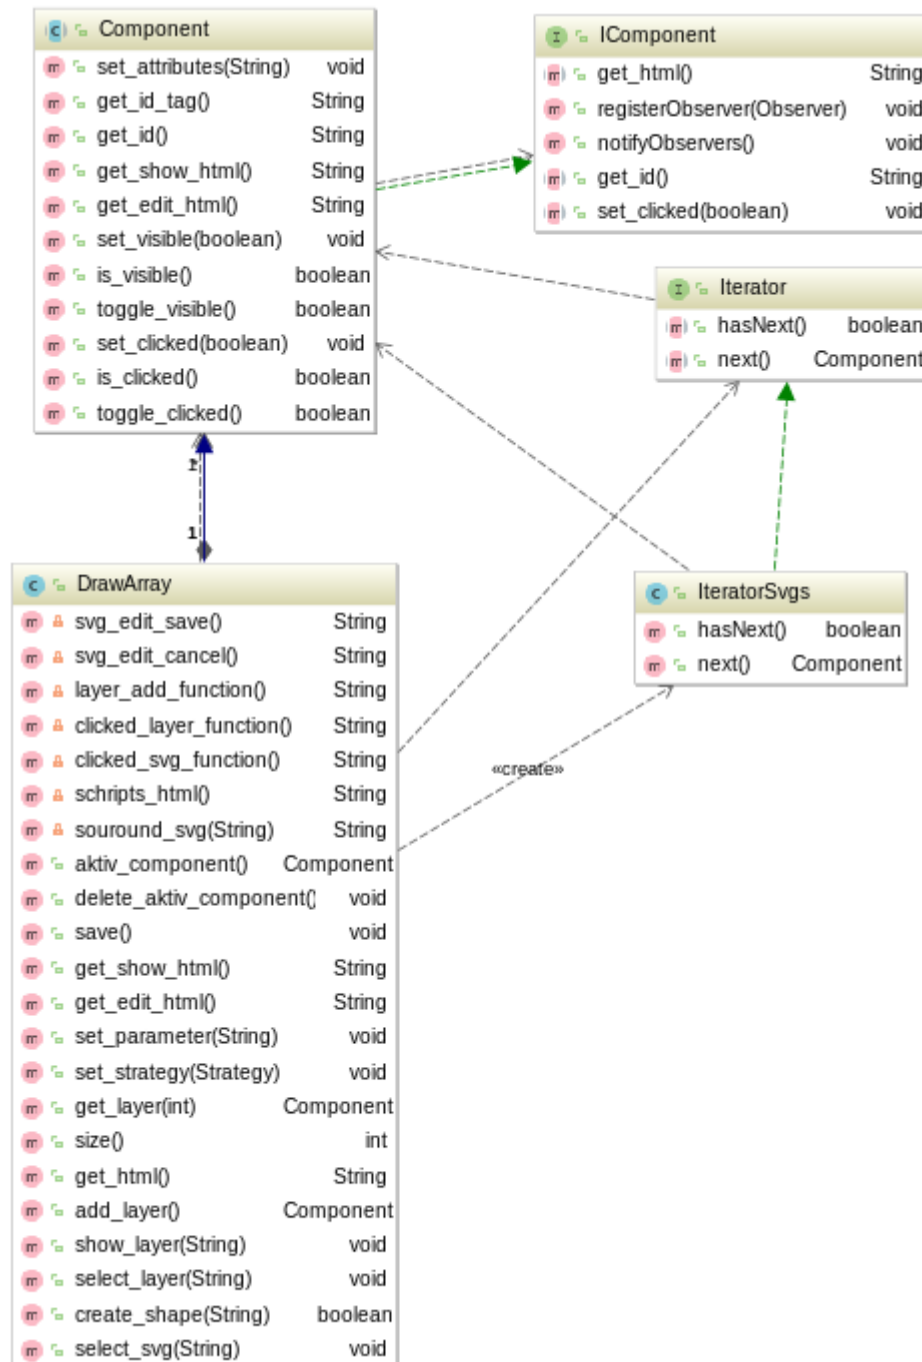 Component
set_attributes(String) void
get_id_tag() String
get_id() String
get_show_html() String
get_edit_html() String
set_visible(boolean) void
is_visible() boolean
toggle_visible() boolean
set_clicked(boolean) void
is_clicked() boolean
toggle_clicked() boolean
IComponent
get_html() String
registerObserver(Observer) void
notifyObservers() void
get_id() String
set_clicked(boolean) void
Iterator
hasNext() boolean
next() Component
1
DrawArray
svg_edit_save() String
svg_edit_cancel() String
layer_add_function() String
clicked_layer_function() String
clicked_svg_function() String
schripts_html() String
souround_svg(String) String
aktiv_component() Component
delete_aktiv_component( void
save() void
get_show_html() String
get_edit_html() String
set_parameter(String) void
set_strategy(Strategy) void
get_layer(int) Component
size() int
get_html() String
add_layer() Component
show_layer(String) void
select_layer(String) void
create_shape(String) boolean
select_svg(String) void
«create»
IteratorSvgs
hasNext() boolean
next() Component